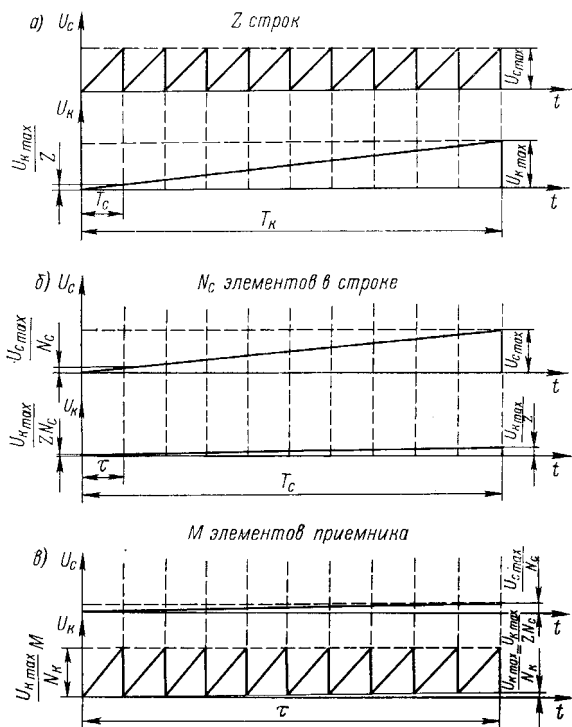 а) U_c Z строк
U_c max
t
U_к
U_к max / Z
U_к max
t
T_c
T_к
б) U_c N_c элементов в строке
U_c max / N_c
U_c max
t
U_к
U_к max / Z N_c
U_к max / Z
t
τ
T_c
M элементов приемника
в) U_c
U_c max / N_c
U_к
U_к max / N_к M
U_к max / N_к = U_к max / Z N_c
t
τ